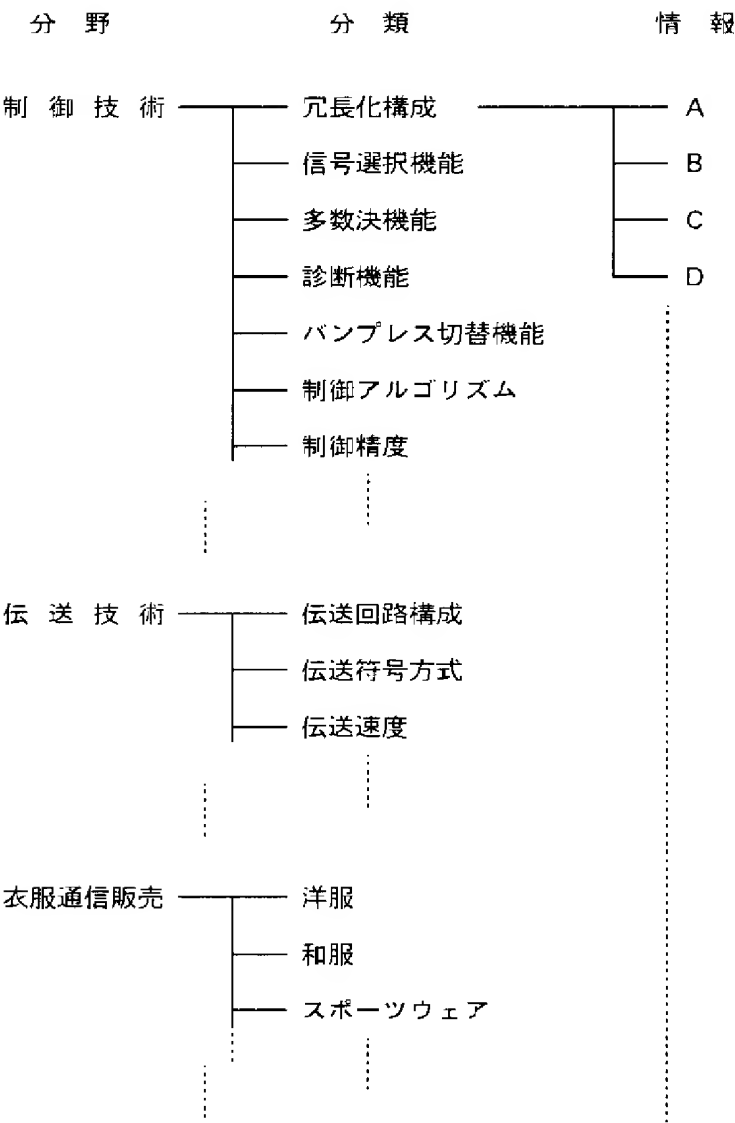 分野 分類 情報
制御技術 冗長化構成 A
信号選択機能 B
多数決機能 C
診断機能 D
バンプレス切替機能
制御アルゴリズム
制御精度
伝送技術 伝送回路構成
伝送符号方式
伝送速度
衣服通信販売 洋服
和服
スポーツウェア